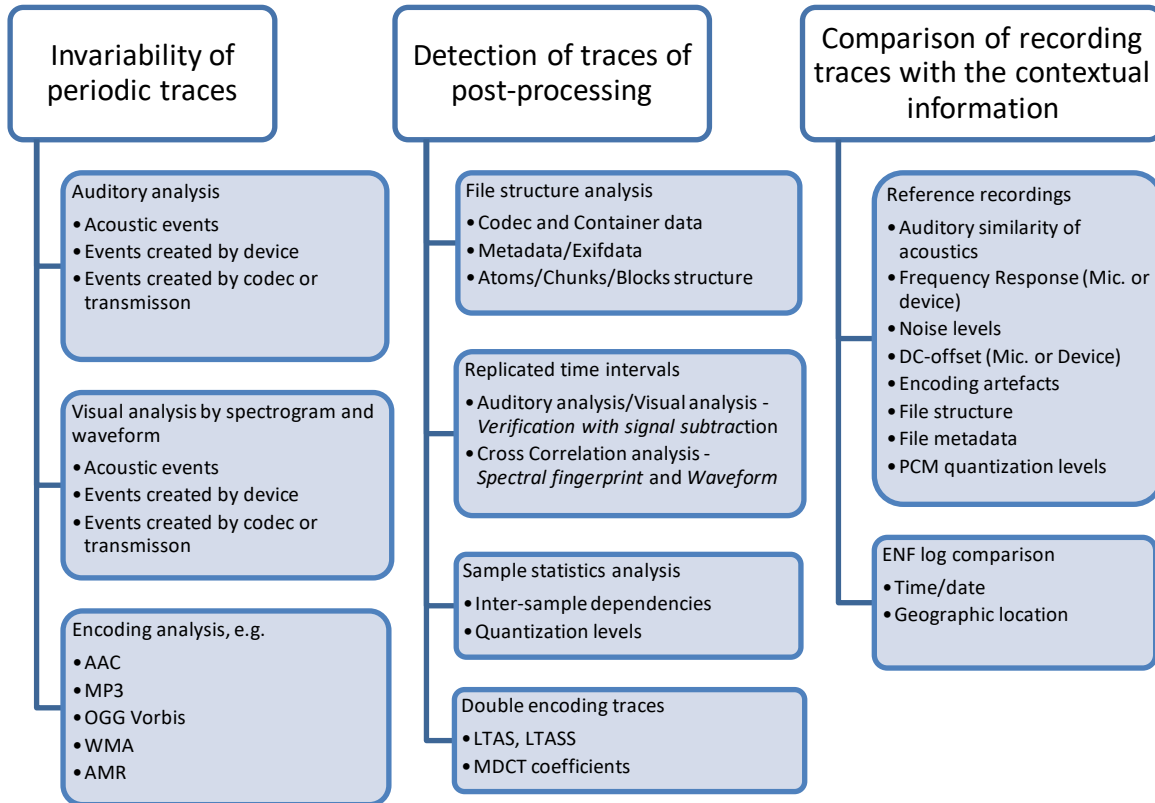 Invariability of
periodic traces
Auditory analysis
•Acoustic events
•Events created by device
•Events created by codec or
transmisson
Visual analysis by spectrogram and
waveform
•Acoustic events
•Events created by device
•Events created by codec or
transmisson
Encoding analysis, e.g.
•AAC
•MP3
•OGG Vorbis
•WMA
•AMR
Detection of traces of
post-processing
File structure analysis
•Codec and Container data
•Metadata/Exifdata
•Atoms/Chunks/Blocks structure
Replicated time intervals
•Auditory analysis/Visual analysis -
Verification with signal subtraction
•Cross Correlation analysis -
Spectral fingerprint and Waveform
Sample statistics analysis
•Inter-sample dependencies
•Quantization levels
Double encoding traces
•LTAS, LTASS
•MDCT coefficients
Comparison of recording
traces with the contextual
information
Reference recordings
•Auditory similarity of
acoustics
•Frequency Response (Mic. or
device)
•Noise levels
•DC-offset (Mic. or Device)
•Encoding artefacts
•File structure
•File metadata
•PCM quantization levels
ENF log comparison
•Time/date
•Geographic location